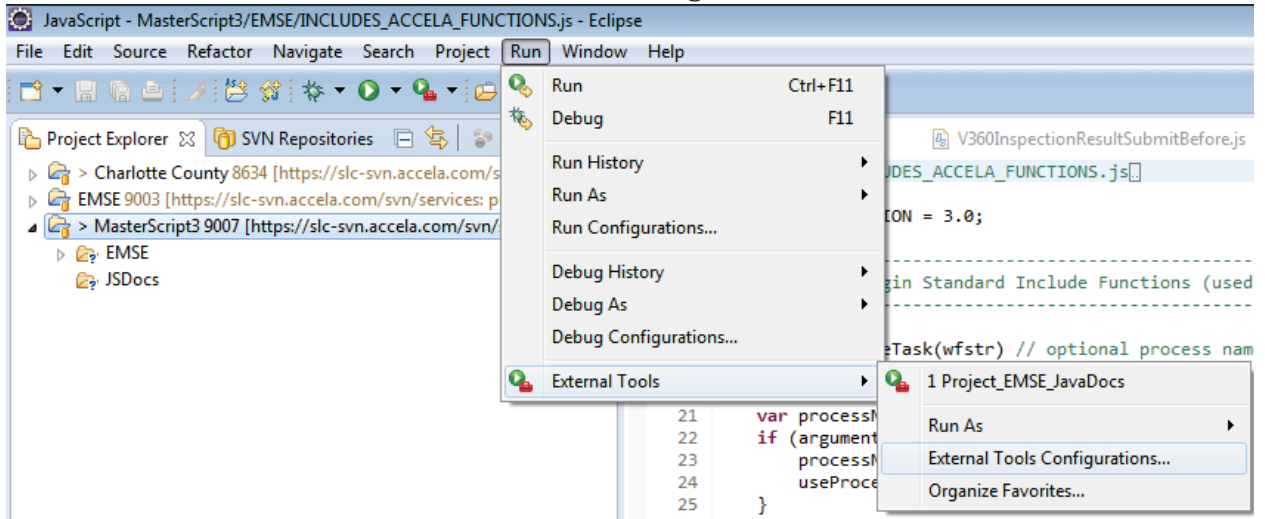 JavaScript - MasterScript3/EMSE/INCLUDES_ACCELA_FUNCTIONS.js - Eclipse
File Edit Source Refactor Navigate Search Project Run Window Help
Project Explorer SVN Repositories
> Charlotte County 8634 [https://slc-svn.accela.com/s
EMSE 9003 [https://slc-svn.accela.com/svn/services: p
> MasterScript3 9007 [https://slc-svn.accela.com/svn/
EMSE
JSDocs
Run Ctrl+F11
Debug F11
Run History
Run As
Run Configurations...
Debug History
Debug As
Debug Configurations...
External Tools
V360InspectionResultSubmitBefore.js
UDES_ACCELA_FUNCTIONS.js
ION = 3.0;
-----------------------------------
gin Standard Include Functions (used
-----------------------------------
eTask(wfstr) // optional process nam
1 Project_EMSE_JavaDocs
Run As
External Tools Configurations...
Organize Favorites...
21 var processN
22 if (argument
23 processN
24 useProce
25 }